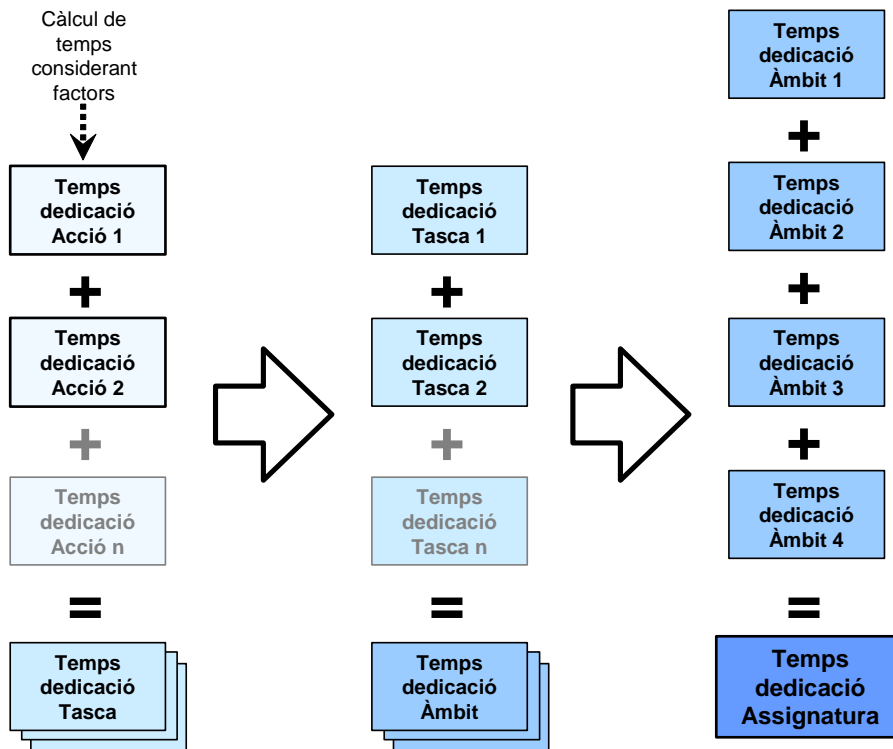 Càlcul de
temps
considerant
factors
Temps
dedicació
Acció 1
+
Temps
dedicació
Acció 2
+
Temps
dedicació
Acció n
=
Temps
dedicació
Tasca
Temps
dedicació
Tasca 1
+
Temps
dedicació
Tasca 2
+
Temps
dedicació
Tasca n
=
Temps
dedicació
Àmbit
Temps
dedicació
Àmbit 1
+
Temps
dedicació
Àmbit 2
+
Temps
dedicació
Àmbit 3
+
Temps
dedicació
Àmbit 4
=
Temps
dedicació
Assignatura